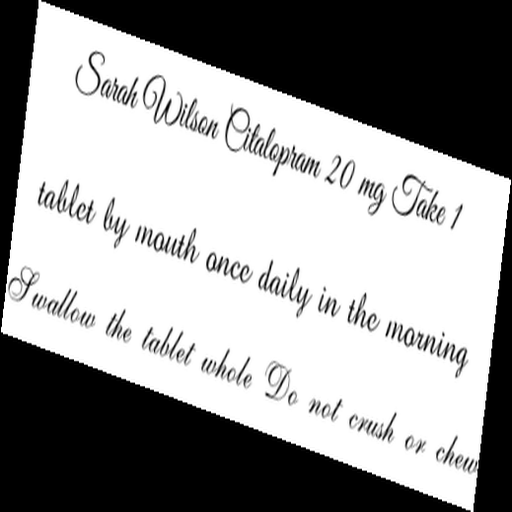 Sarah Wilson Citalopram 20 mg Take 1
tablet by mouth once daily in the morning
Swallow the tablet whole Do not crush or chew